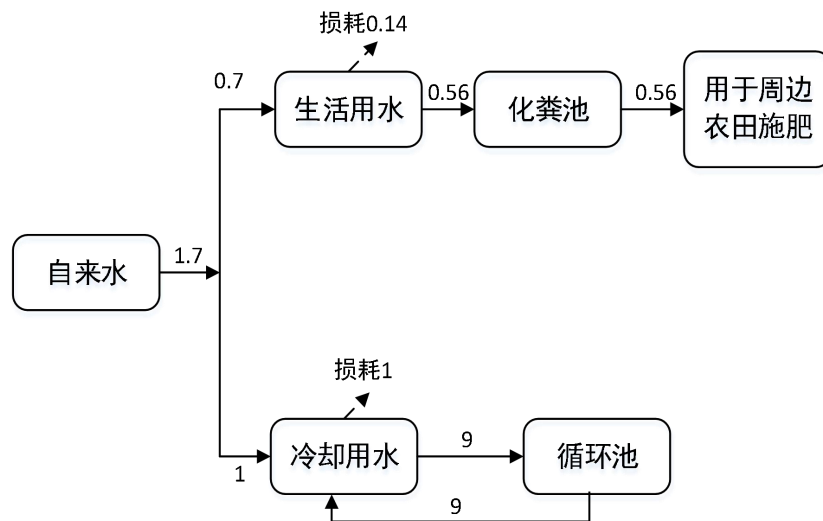 损耗0.14
0.7
生活用水
0.56
化粪池
0.56
用于周边
农田施肥
自来水
1.7
损耗1
1
冷却用水
9
循环池
9